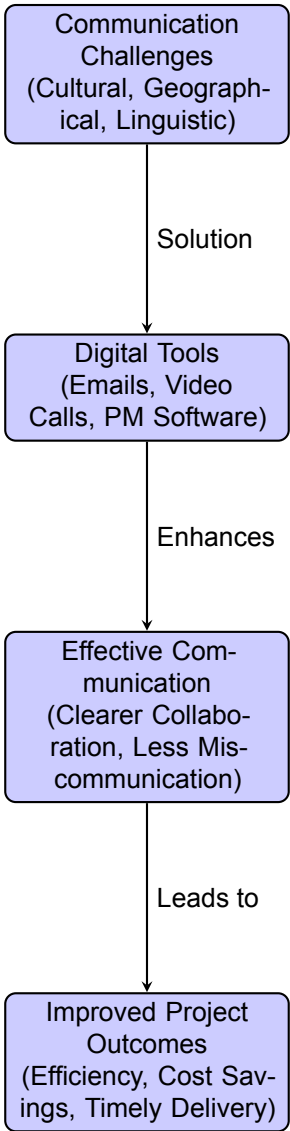 Communication
Challenges
(Cultural, Geograph-
ical, Linguistic)
Solution
Digital Tools
(Emails, Video
Calls, PM Software)
Enhances
Effective Com-
munication
(Clearer Collabo-
ration, Less Mis-
communication)
Leads to
Improved Project
Outcomes
(Efficiency, Cost Sav-
ings, Timely Delivery)